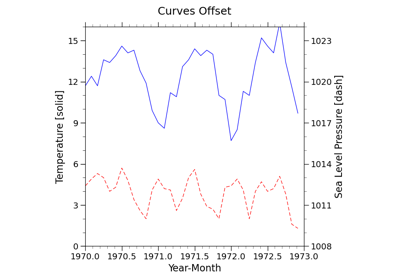 Curves Offset
15
12
9
6
3
0
Temperature [solid]
1023
1020
1017
1014
1011
1008
Sea Level Pressure [dash]
1970.0 1970.5 1971.0 1971.5 1972.0 1972.5 1973.0
Year-Month